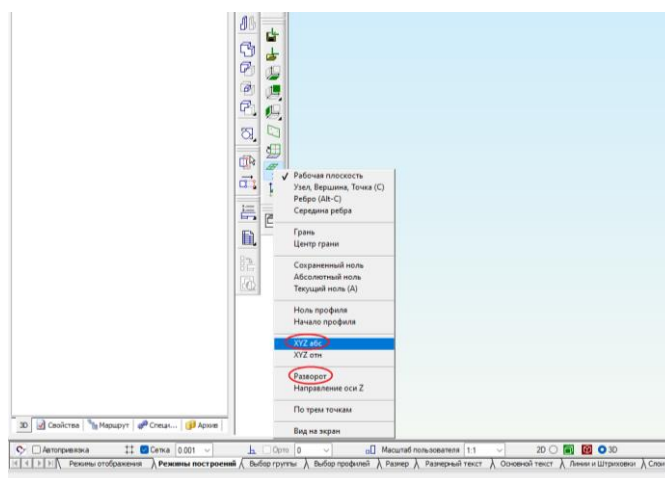 Рабочая плоскость
Узел, Вершина, Точка (C)
Ребро (Alt-C)
Середина ребра
Грань
Центр грани
Сохраненный ноль
Абсолютный ноль
Текущий ноль (A)
Ноль профиля
Начало профиля
XYZ абс
XYZ отн
Разворот
Направление оси Z
По трем точкам
Вид на экран
3D Свойства Маршрут Специ... Архив
Автопривязка Сетка 0.001 Орто 0 Масштаб пользователя 1:1 2D 3D
Режимы отображения Режимы построений Выбор группы Выбор профилей Размер Размерный текст Основной текст Линии и Штриховки Слои